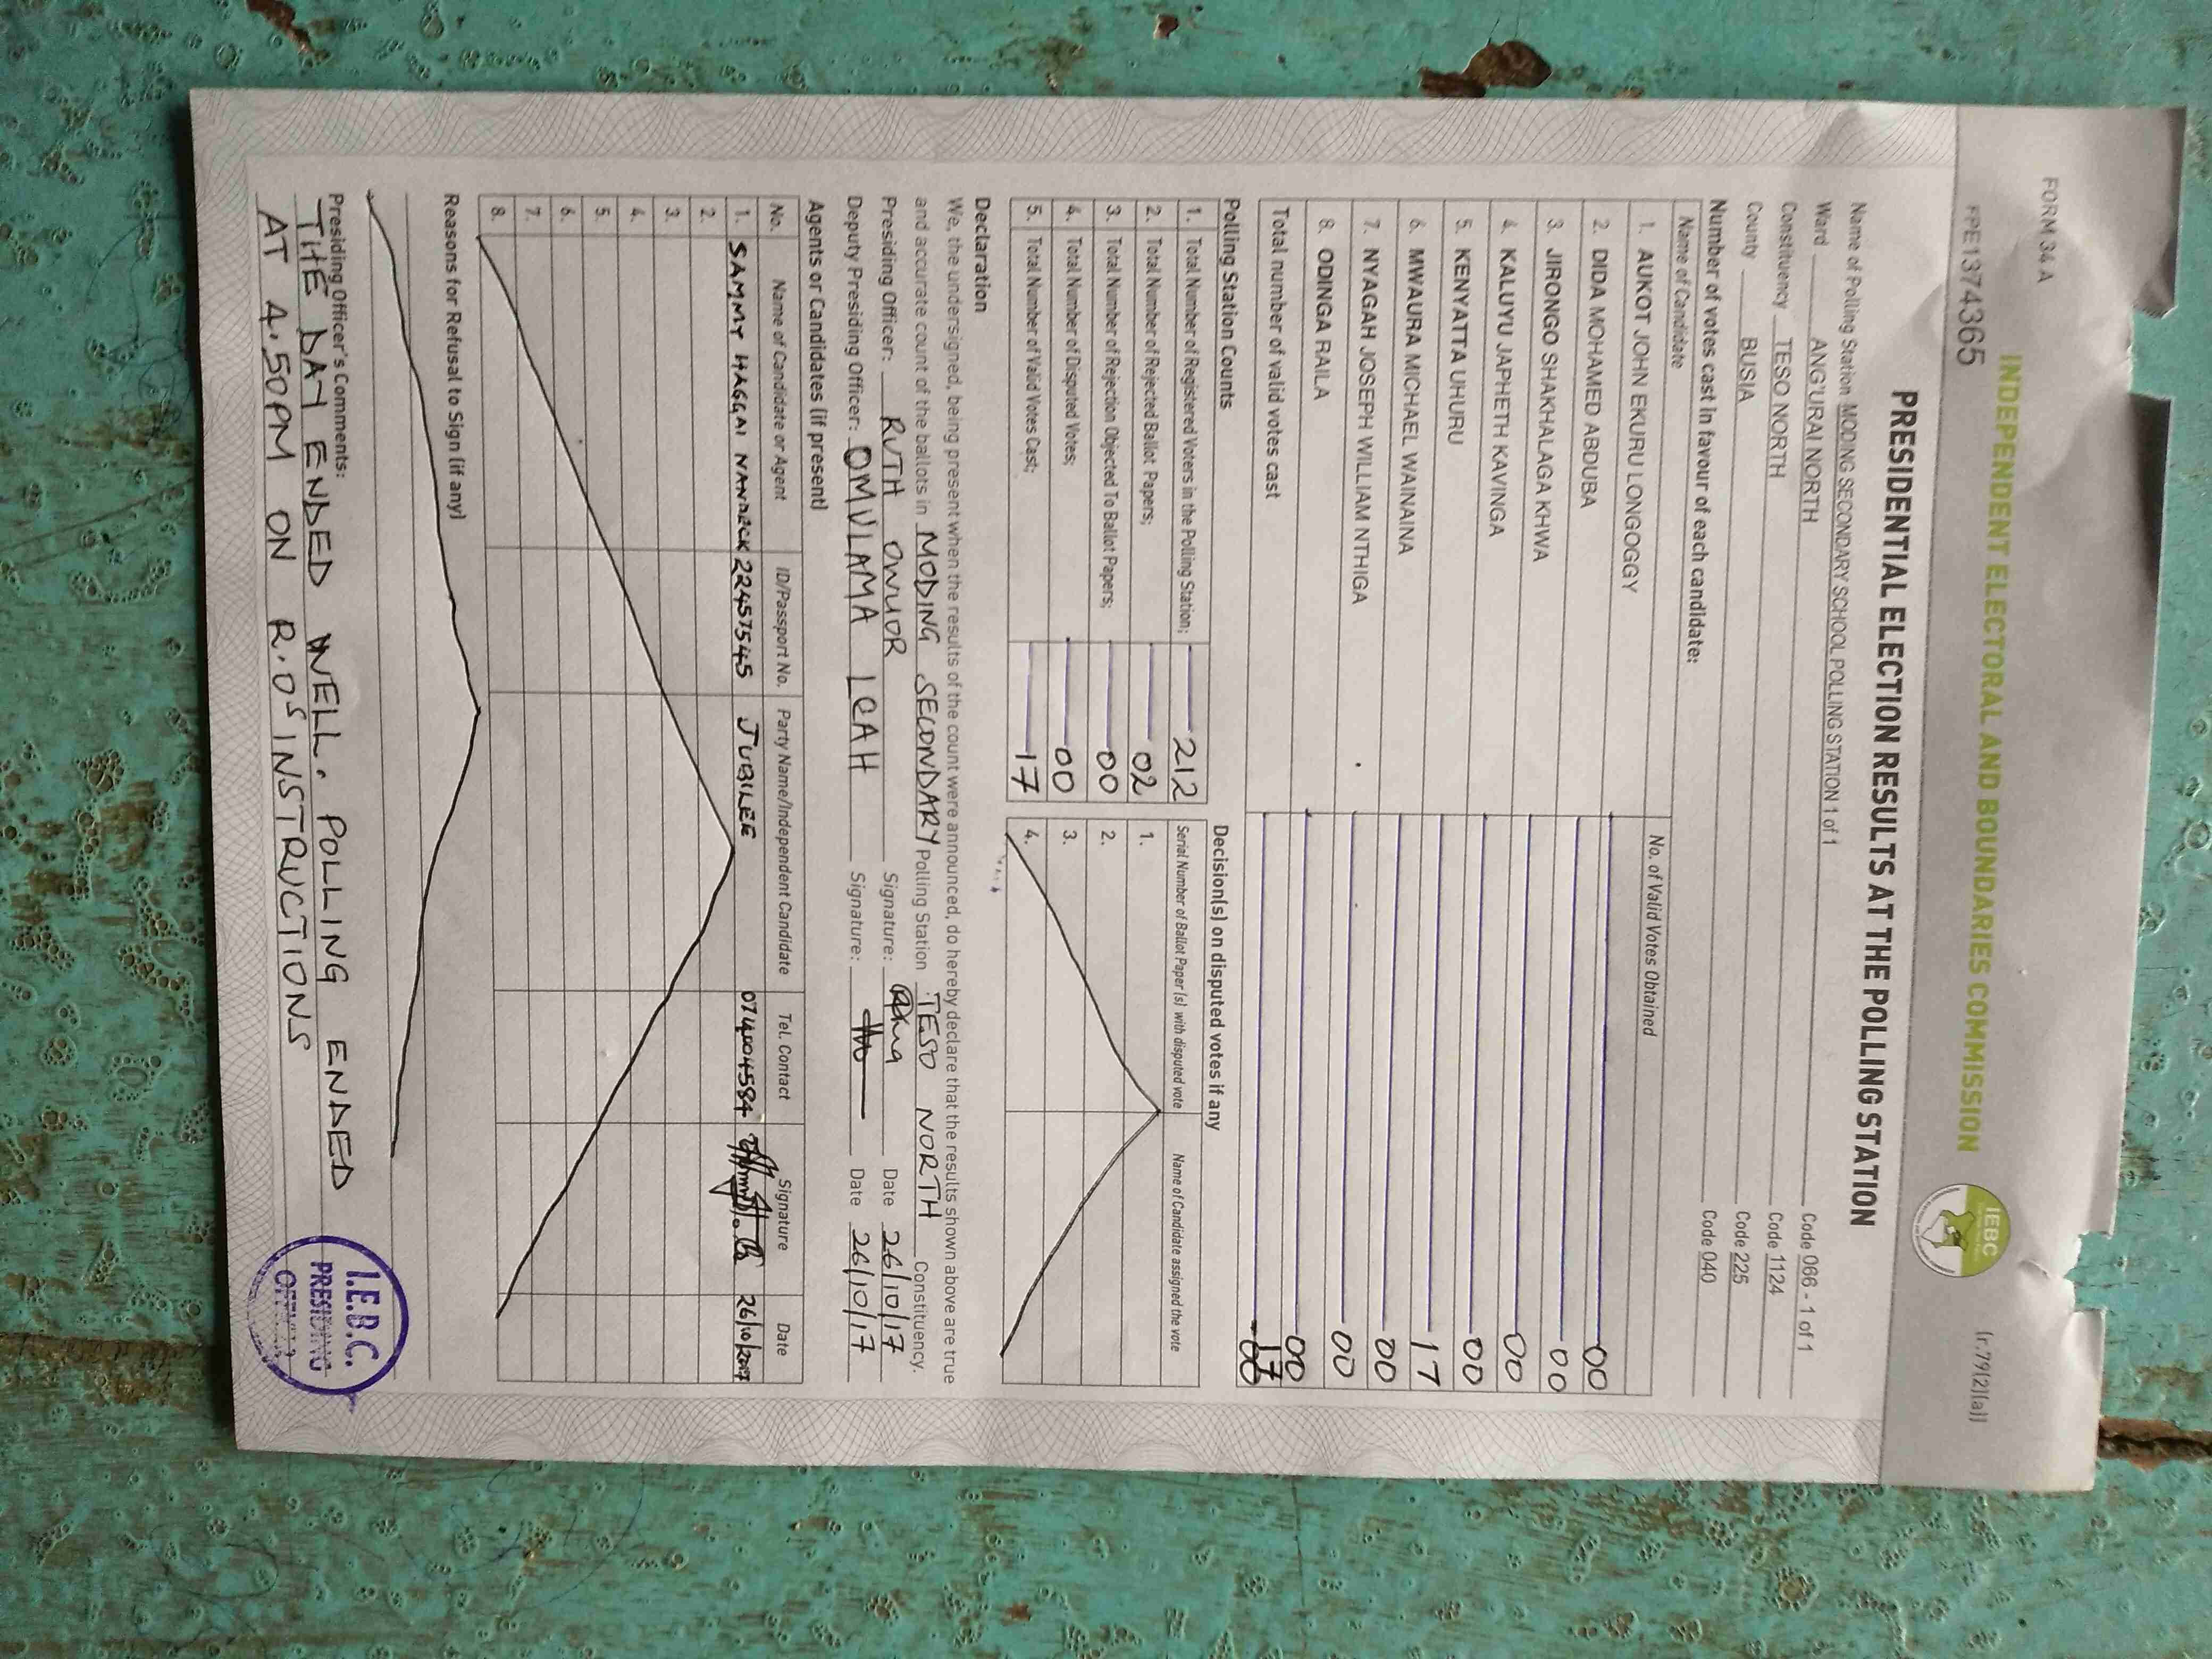 FORM 34 A
(r.79(2)(a))
INDEPENDENT ELECTORAL AND BOUNDARIES COMMISSION
IEBC
FPE1374365
PRESIDENTIAL ELECTION RESULTS AT THE POLLING STATION
Name of Polling Station MODING SECONDARY SCHOOL POLLING STATION 1 of 1 Code 066 - 1 of 1
Ward ANG'URAI NORTH Code 1124
Constituency TESO NORTH Code 225
County BUSIA Code 040
Number of votes cast in favour of each candidate:
Name of Candidate No. of Valid Votes Obtained
1. AUKOT JOHN EKURU LONGOGGY 00
2. DIDA MOHAMED ABDUBA 00
3. JIRONGO SHAKHALAGA KHWA 00
4. KALUYU JAPHETH KAVINGA 00
5. KENYATTA UHURU 17
6. MWAURA MICHAEL WAINAINA 00
7. NYAGAH JOSEPH WILLIAM NTHIGA 00
8. ODINGA RAILA 00
Total number of valid votes cast 17
Polling Station Counts
1. Total Number of Registered Voters in the Polling Station; 212
2. Total Number of Rejected Ballot Papers; 02
3. Total Number of Rejection Objected To Ballot Papers; 00
4. Total Number of Disputed Votes; 00
5. Total Number of Valid Votes Cast; 17
Decision(s) on disputed votes if any
Serial Number of Ballot Paper (s) with disputed vote Name of Candidate assigned the vote
1.
2.
3.
4.
Declaration
We, the undersigned, being present when the results of the count were announced, do hereby declare that the results shown above are true
and accurate count of the ballots in MODING SECONDARY Polling Station TESO NORTH Constituency.
Presiding Officer: RUTH OWUOR Signature: Date 26/10/17
Deputy Presiding Officer: OMULAMA LEAH Signature: Date 26/10/17
Agents or Candidates (if present)
No. Name of Candidate or Agent ID/Passport No. Party Name/Independent Candidate Tel. Contact Signature Date
1. SAMMY HAGGAI 22457545 JUBILEE 0714004584 26/10/2017
2.
3.
4.
5.
6.
7.
8.
Reasons for Refusal to Sign (if any)
Presiding Officer's Comments:
THE DAY ENDED WELL. POLLING ENDED
AT 4.50PM ON R.OS INSTRUCTIONS
I.E.B.C.
PRESIDING
OFFICER